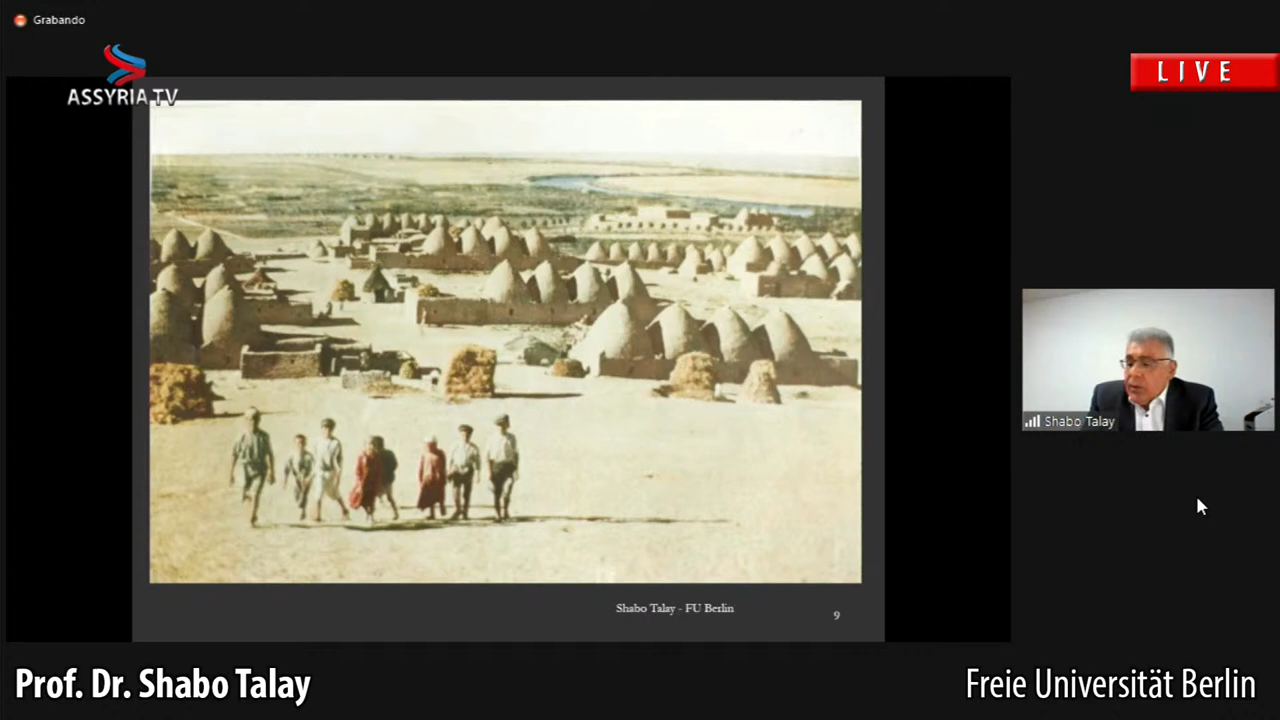 Grabando
ASSYRIA TV
LIVE
Shabo Talay
Shabo Talay - FU Berlin
9
Prof. Dr. Shabo Talay
Freie Universität Berlin